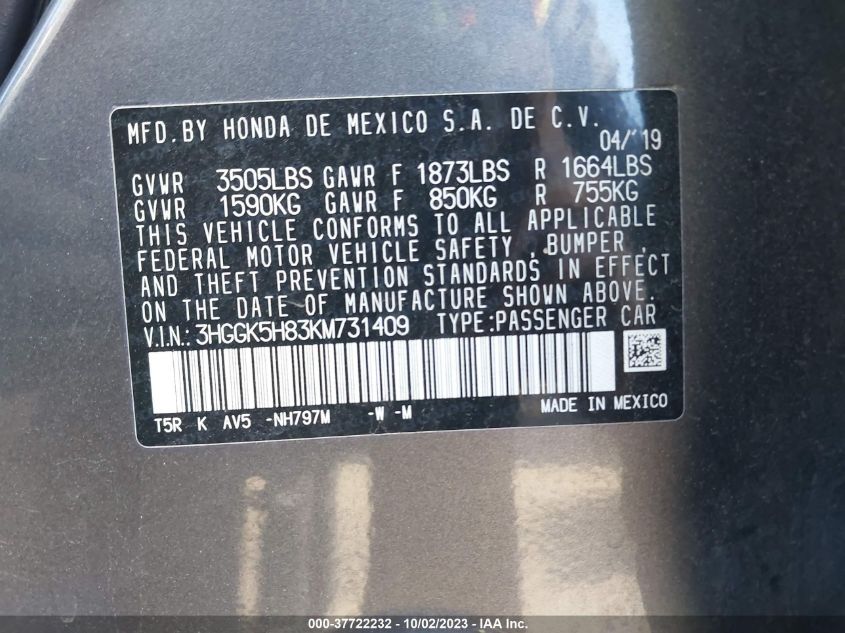 MFD. BY HONDA DE MEXICO S.A. DE C.V.
04/'19
GVWR 3505LBS GAWR F 1873LBS R 1664LBS
GVWR 1590KG GAWR F 850KG R 755KG
THIS VEHICLE CONFORMS TO ALL APPLICABLE
FEDERAL MOTOR VEHICLE SAFETY , BUMPER ,
AND THEFT PREVENTION STANDARDS IN EFFECT
ON THE DATE OF MANUFACTURE SHOWN ABOVE.
V.I.N.: 3HGGK5H83KM731409 TYPE:PASSENGER CAR
T5R K AV5 -NH797M -W -M MADE IN MEXICO
000-37722232 - 10/02/2023 - IAA Inc.